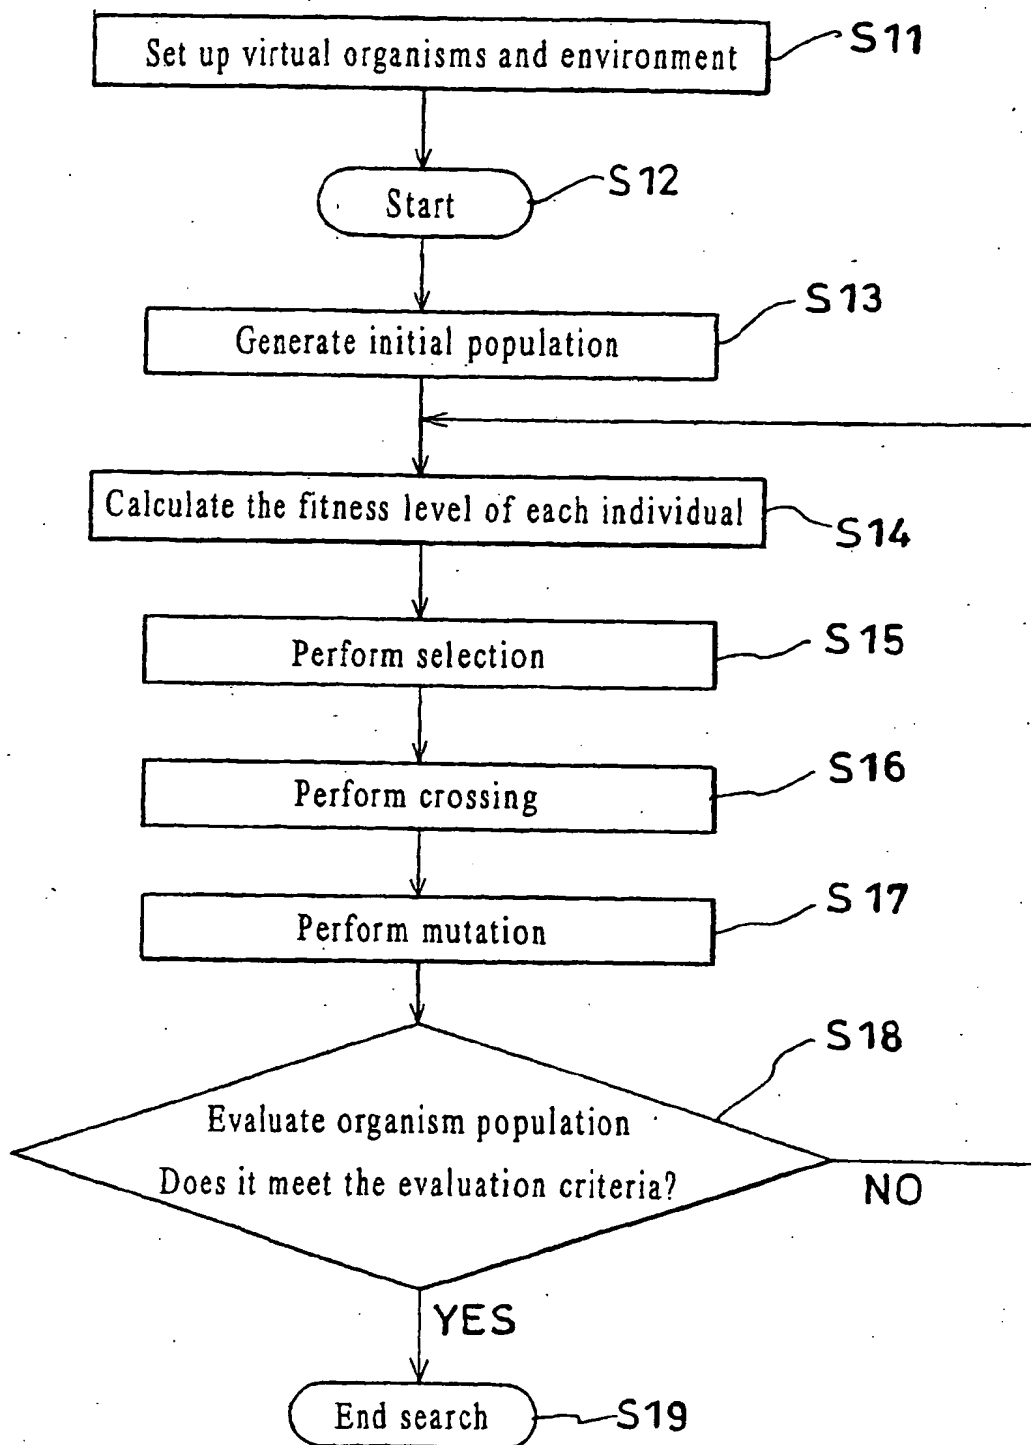 Set up virtual organisms and environment
S11
Start
S12
Generate initial population
S13
Calculate the fitness level of each individual
S14
Perform selection
S15
Perform crossing
S16
Perform mutation
S17
Evaluate organism population
Does it meet the evaluation criteria?
S18
NO
YES
End search
S19